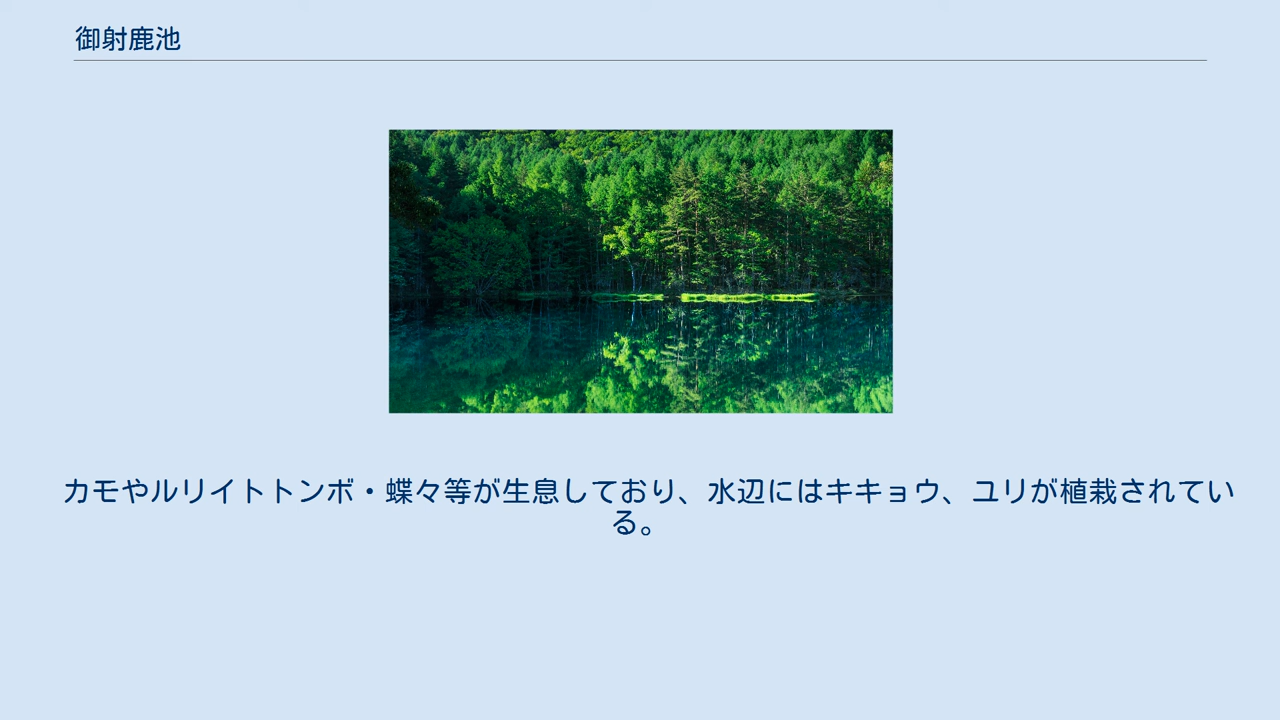 御射鹿池
カモやルリイトトンボ・蝶々等が生息しており、水辺にはキキョウ、ユリが植栽されてい
る。